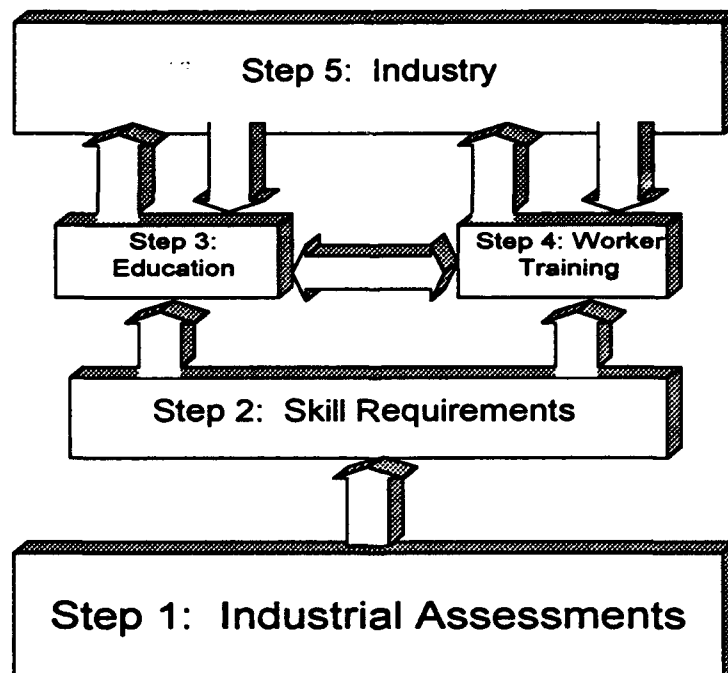 Step 5: Industry
Step 3:
Education
Step 4: Worker
Training
Step 2: Skill Requirements
Step 1: Industrial Assessments